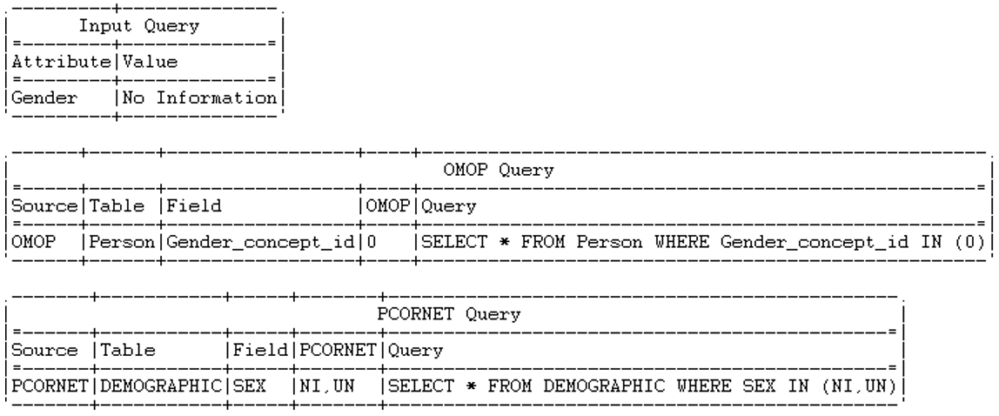 Input Query
Attribute|Value
Gender |No Information
OMOP Query
Source|Table |Field |OMOP|Query
OMOP |Person|Gender_concept_id|0 |SELECT * FROM Person WHERE Gender_concept_id IN (0)
PCORNET Query
Source |Table |Field|PCORNET|Query
PCORNET|DEMOGRAPHIC|SEX |NI,UN |SELECT * FROM DEMOGRAPHIC WHERE SEX IN (NI,UN)